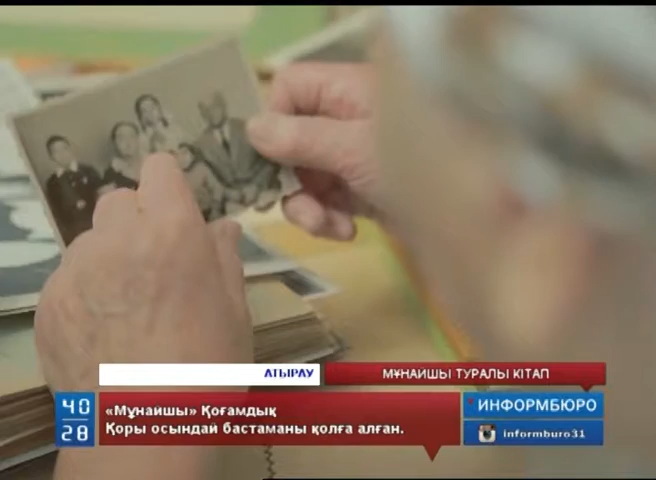 АТЫРАУ
МҰНАЙШЫ ТУРАЛЫ КІТАП
40
28
«Мұнайшы» Қоғамдық
Қоры осындай бастаманы қолға алған.
ИНФОРМБЮРО
informburo31